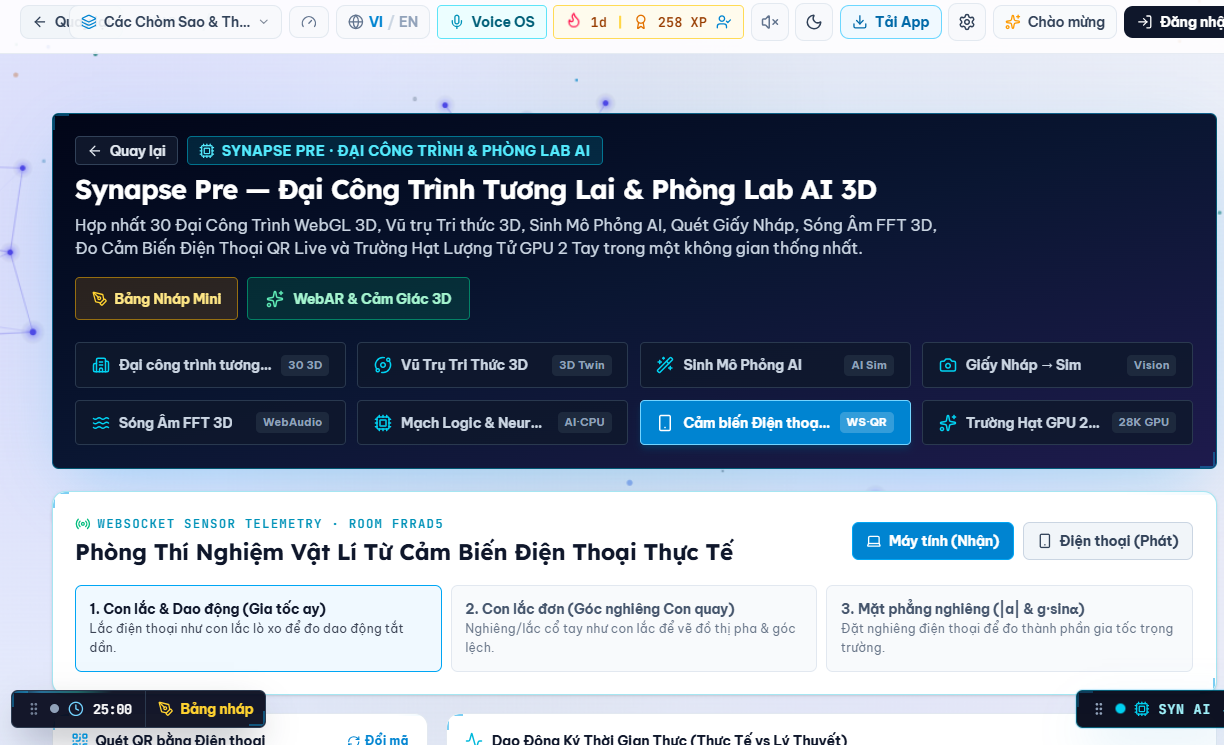 Các Chòm Sao & Th...
VI / EN
Voice OS
1d | 258 XP
Tải App
Chào mừng
Quay lại
SYNAPSE PRE · ĐẠI CÔNG TRÌNH & PHÒNG LAB AI
Synapse Pre — Đại Công Trình Tương Lai & Phòng Lab AI 3D
Hợp nhất 30 Đại Công Trình WebGL 3D, Vũ trụ Tri thức 3D, Sinh Mô Phỏng AI, Quét Giấy Nháp, Sóng Âm FFT 3D,
Đo Cảm Biến Điện Thoại QR Live và Trường Hạt Lượng Tử GPU 2 Tay trong một không gian thống nhất.
Bảng Nháp Mini
WebAR & Cảm Giác 3D
Đại công trình tương... 30 3D
Vũ Trụ Tri Thức 3D 3D Twin
Sinh Mô Phỏng AI AI Sim
Giấy Nháp → Sim Vision
Sóng Âm FFT 3D WebAudio
Mạch Logic & Neur... AI·CPU
Cảm biến Điện thoạ... WS·QR
Trường Hạt GPU 2... 28K GPU
WEBSOCKET SENSOR TELEMETRY · ROOM FRRAD5
Phòng Thí Nghiệm Vật Lí Từ Cảm Biến Điện Thoại Thực Tế
Máy tính (Nhận)
Điện thoại (Phát)
1. Con lắc & Dao động (Gia tốc ay)
Lắc điện thoại như con lắc lò xo để đo dao động tắt
dần.
2. Con lắc đơn (Góc nghiêng Con quay)
Nghiêng/lắc cổ tay như con lắc để vẽ đồ thị pha & góc
lệch.
3. Mặt phẳng nghiêng (|a| & g·sinα)
Đặt nghiêng điện thoại để đo thành phần gia tốc trọng
trường.
25:00
Bảng nháp
SYN AI
Quét QR bằng Điện thoại
Đổi mã
Dao Động Ký Thời Gian Thực (Thực Tế vs Lý Thuyết)